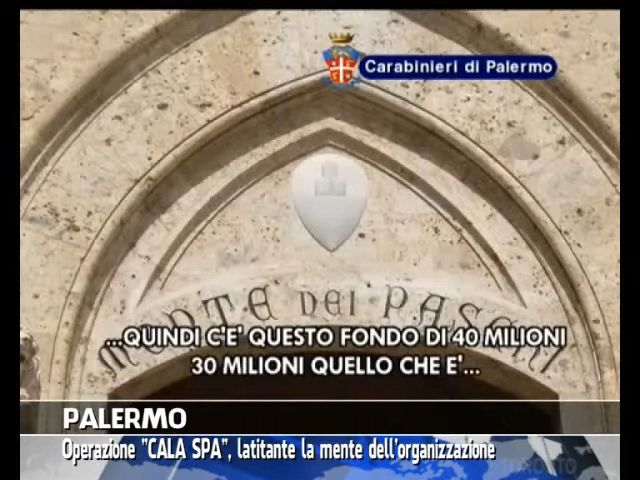 Carabinieri di Palermo
MONTE DEI PASCHI
...QUINDI C'E' QUESTO FONDO DI 40 MILIONI
30 MILIONI QUELLO CHE E'...
PALERMO
Operazione "CALA SPA", latitante la mente dell'organizzazione